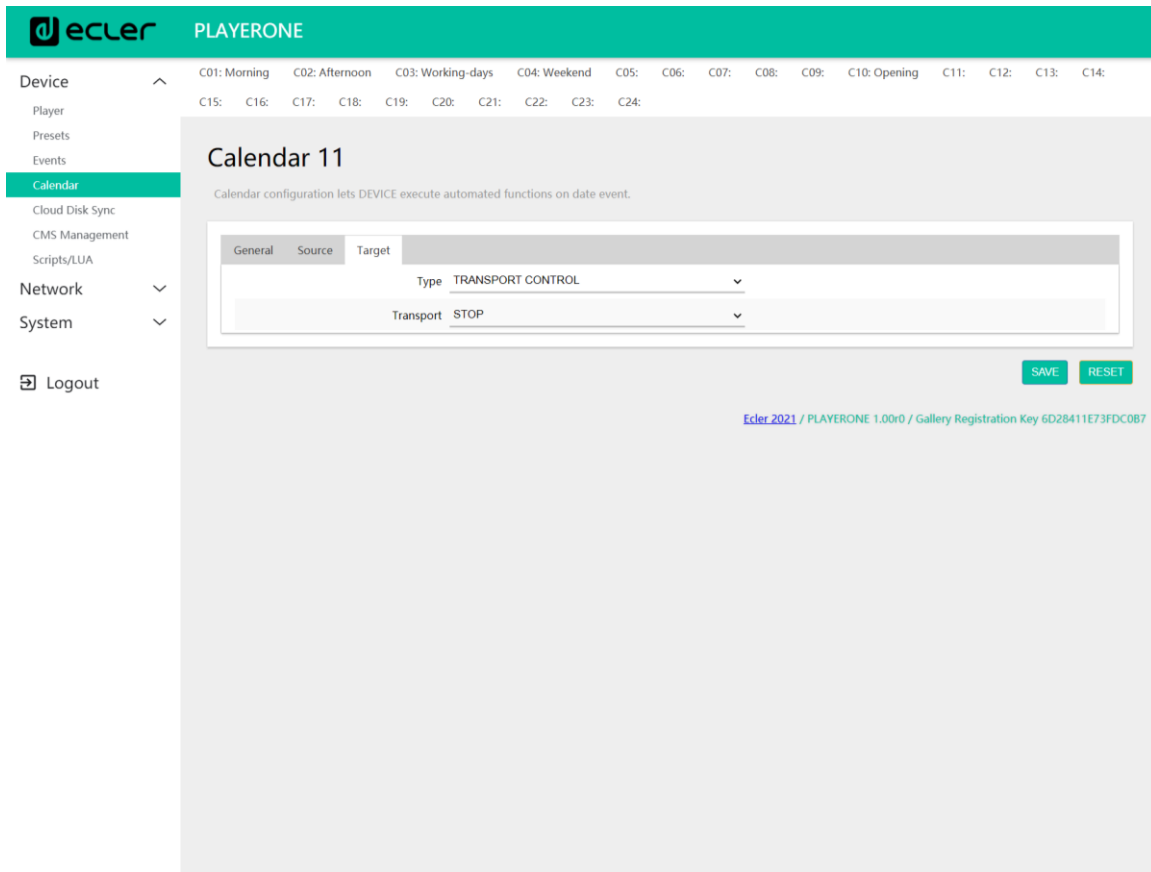 ecler PLAYERONE
Device
Player
Presets
Events
Calendar
Cloud Disk Sync
CMS Management
Scripts/LUA
Network
System
Logout
C01: Morning C02: Afternoon C03: Working-days C04: Weekend C05: C06: C07: C08: C09: C10: Opening C11: C12: C13: C14:
C15: C16: C17: C18: C19: C20: C21: C22: C23: C24:
Calendar 11
Calendar configuration lets DEVICE execute automated functions on date event.
General Source Target
Type TRANSPORT CONTROL
Transport STOP
SAVE RESET
Ecler 2021 / PLAYERONE 1.00r0 / Gallery Registration Key 6D28411E73FDC0B7